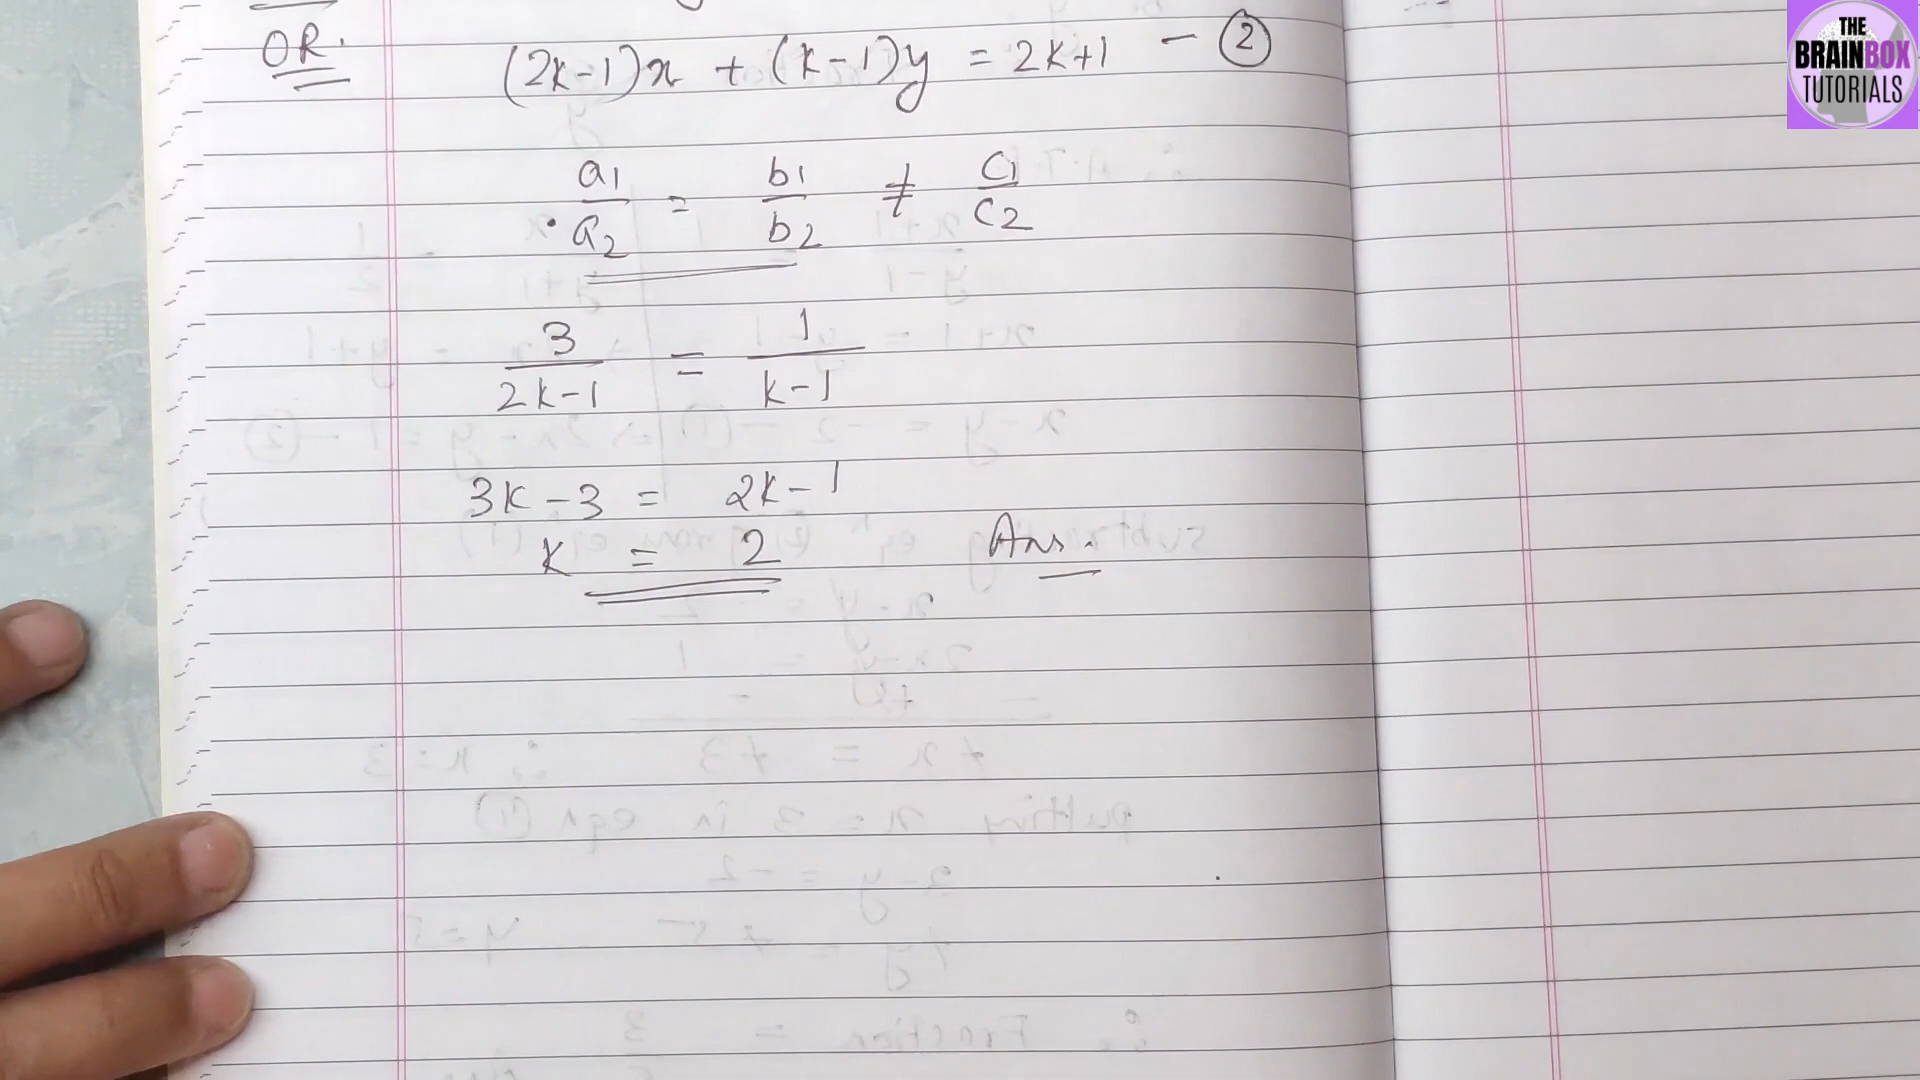 OR.
(2k-1)x + (k-1)y = 2k+1 — ②
a1/a2 = b1/b2 ≠ c1/c2
3/2k-1 = 1/k-1
3k-3 = 2k-1
k = 2 Ans.
THE
BRAINBOX
TUTORIALS